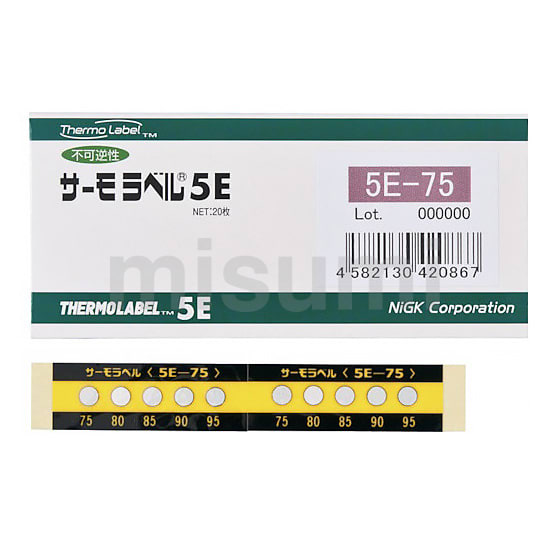 Thermo Label TM
不可逆性
サーモラベル® 5E
NET:20枚
5E-75
Lot. 000000
4 582130 420867
misumi
THERMOLABEL TM 5E
NiGK Corporation
サーモラベル〈 5E-75 〉 サーモラベル〈 5E-75 〉
75 80 85 90 95 75 80 85 90 95